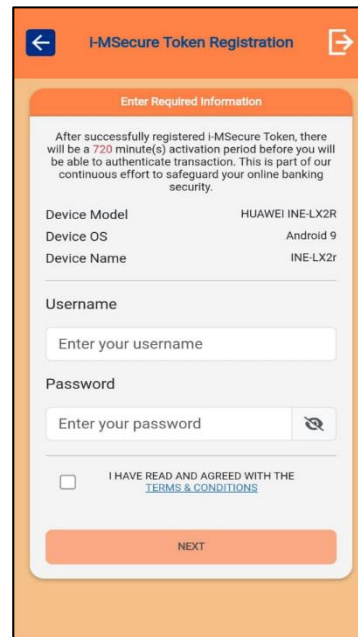 i-MSecure Token Registration
Enter Required Information
After successfully registered i-MSecure Token, there
will be a 720 minute(s) activation period before you will
be able to authenticate transaction. This is part of our
continuous effort to safeguard your online banking
security.
Device Model HUAWEI INE-LX2R
Device OS Android 9
Device Name INE-LX2r
Username
Enter your username
Password
Enter your password
I HAVE READ AND AGREED WITH THE
TERMS & CONDITIONS
NEXT